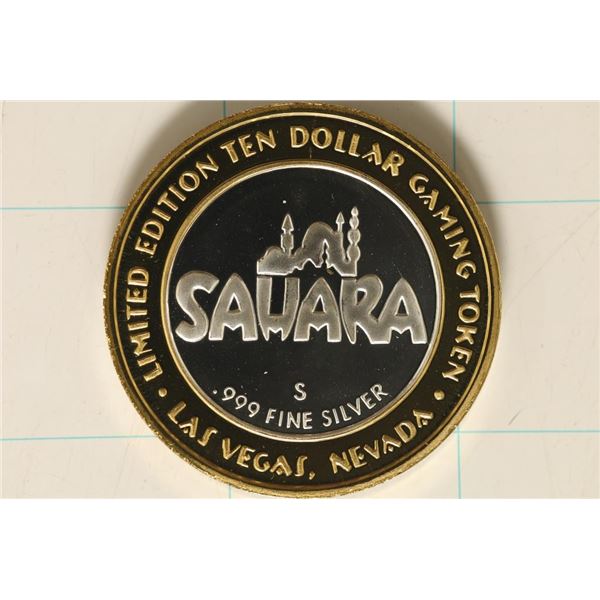 LIMITED EDITION TEN DOLLAR GAMING TOKEN
SAHARA
S
.999 FINE SILVER
• LAS VEGAS, NEVADA •